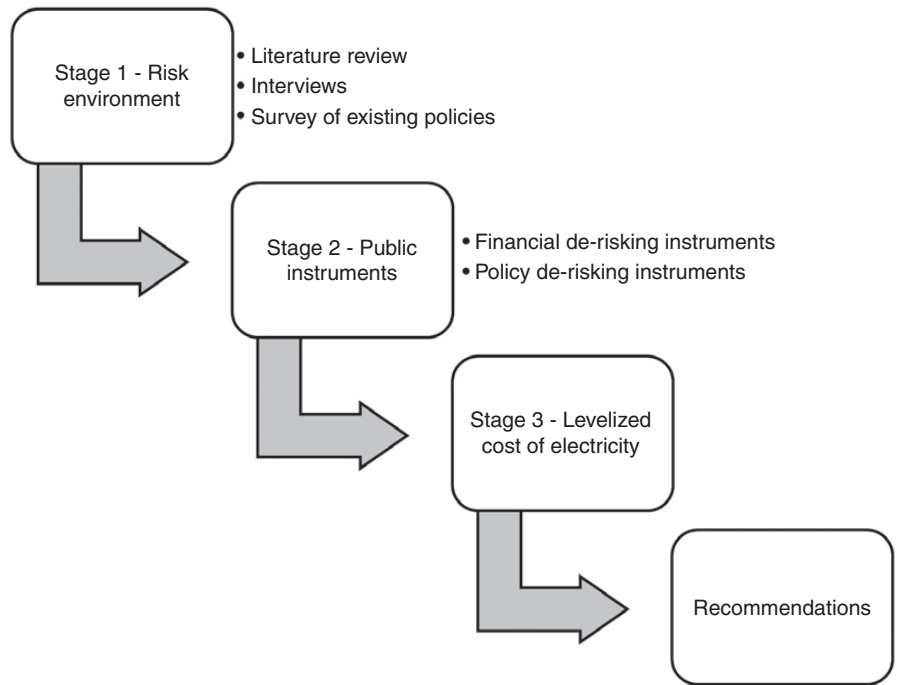 Stage 1 - Risk
environment
• Literature review
• Interviews
• Survey of existing policies
Stage 2 - Public
instruments
• Financial de-risking instruments
• Policy de-risking instruments
Stage 3 - Levelized
cost of electricity
Recommendations